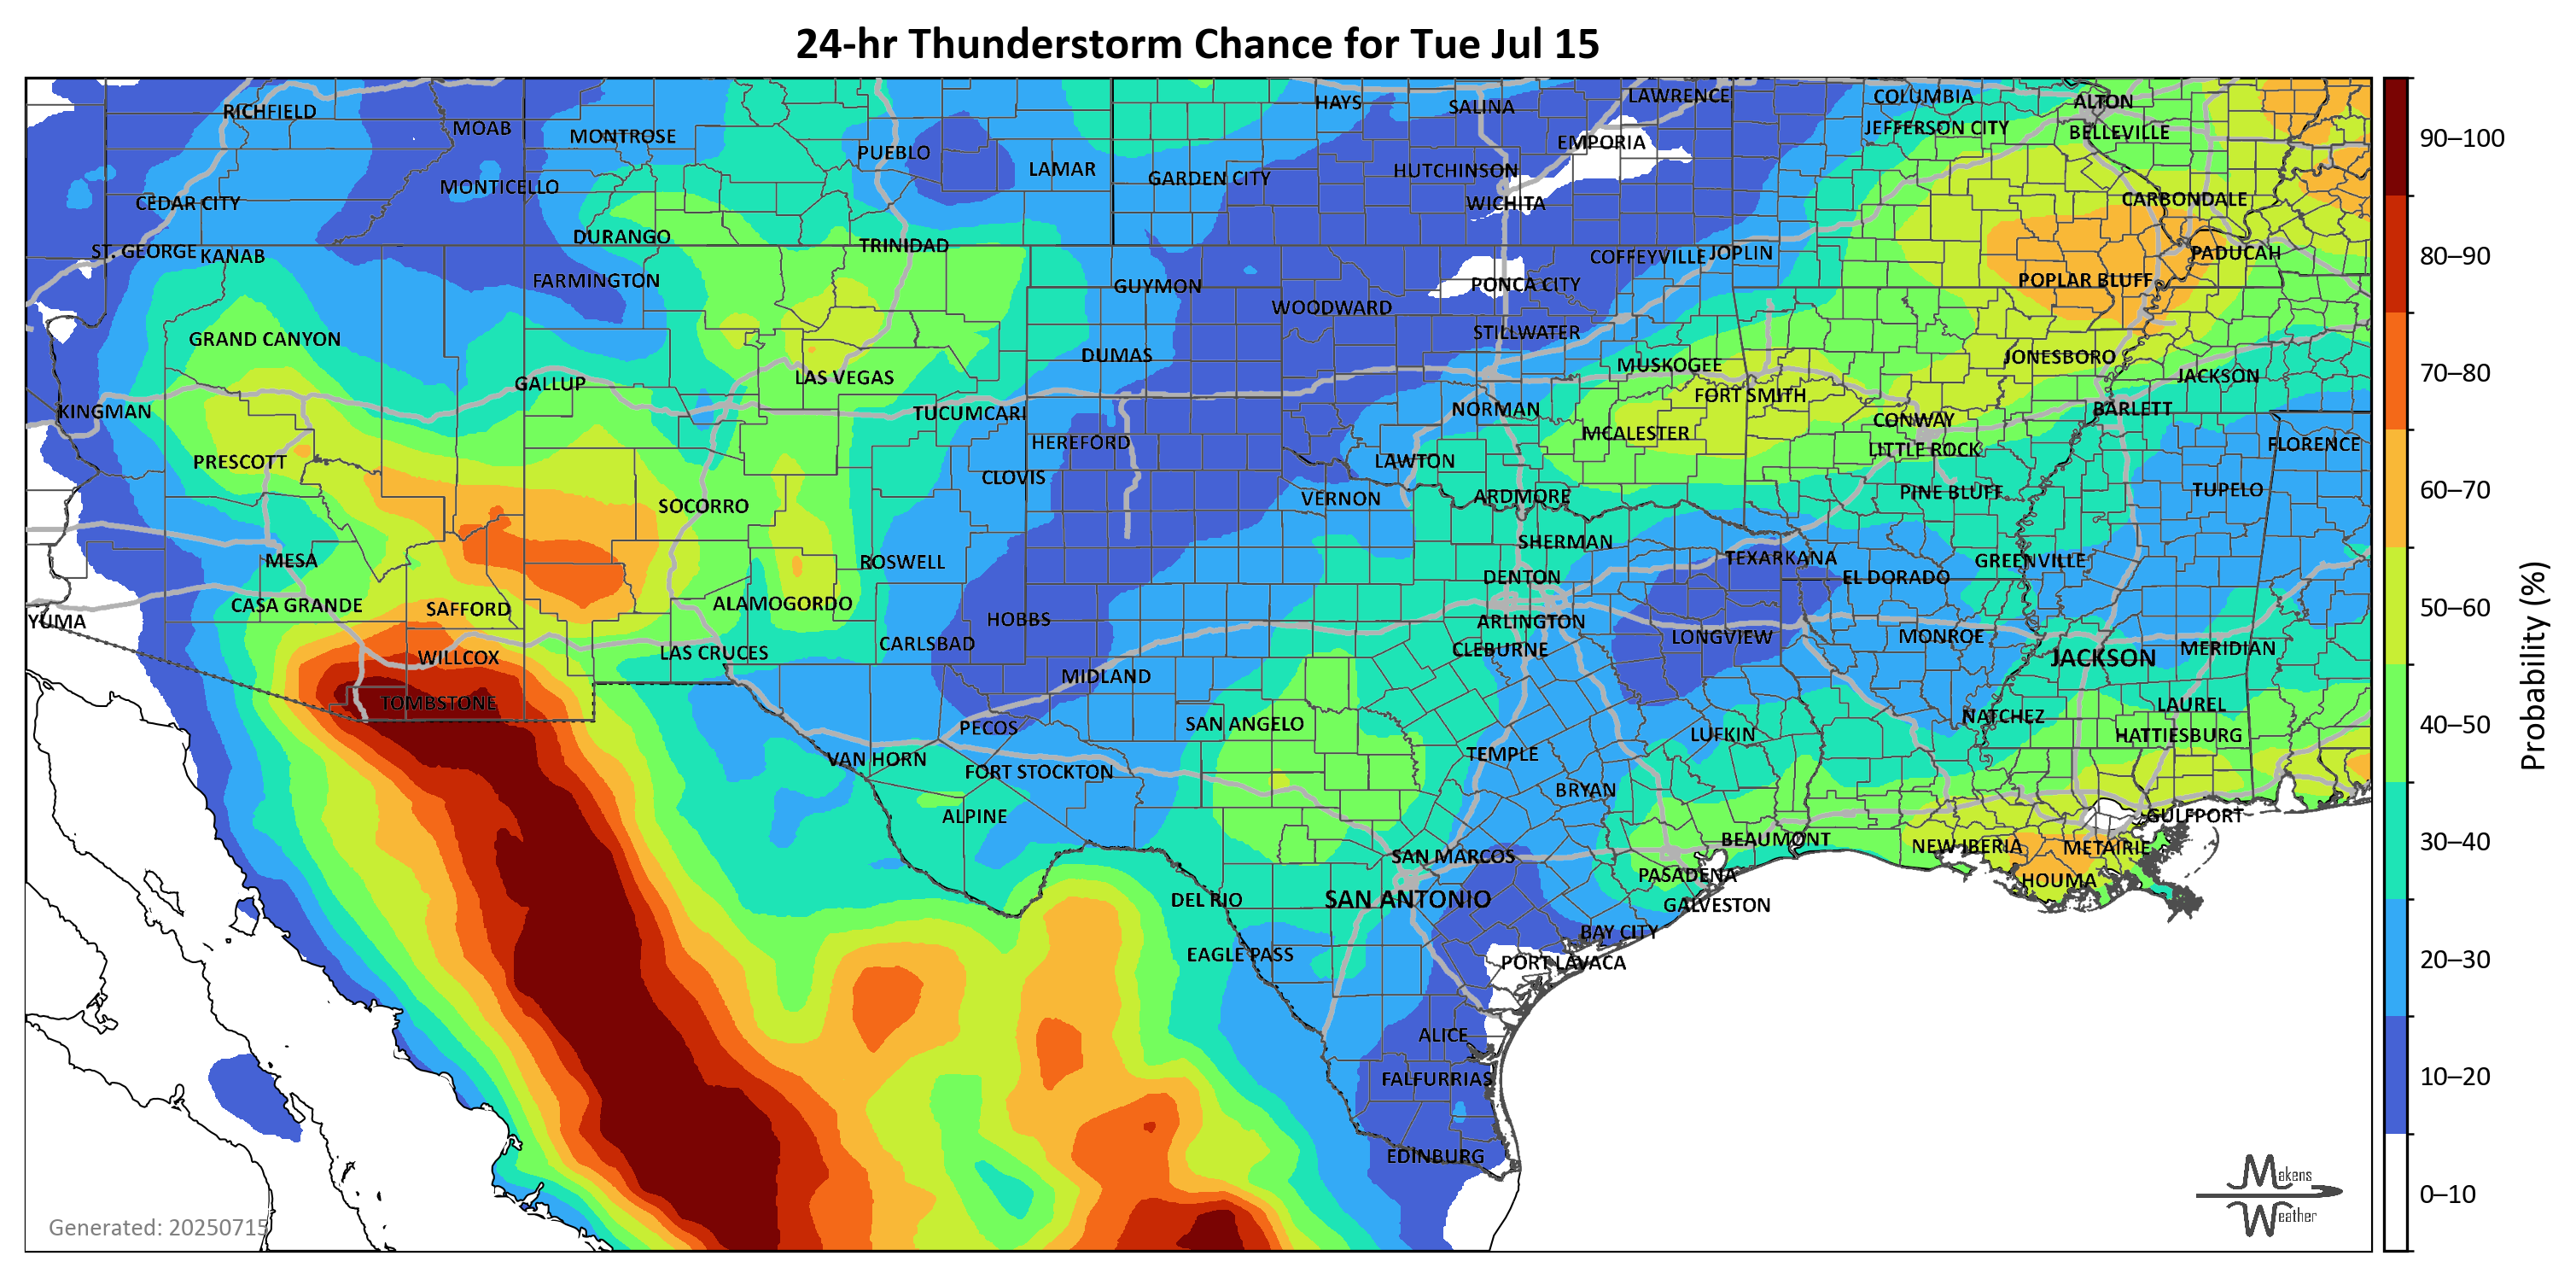 24-hr Thunderstorm Chance for Tue Jul 15
RICHFIELD
MOAB
MONTROSE
PUEBLO
LAMAR
HAYS
SALINA
LAWRENCE
COLUMBIA
ALTON
JEFFERSON CITY
BELLEVILLE
EMPORIA
HUTCHINSON
GARDEN CITY
MONTICELLO
CEDAR CITY
WICHITA
CARBONDALE
DURANGO
TRINIDAD
ST. GEORGE
KANAB
FARMINGTON
GUYMON
COFFEYVILLE
JOPLIN
PADUCAH
PONCA CITY
POPLAR BLUFF
WOODWARD
GRAND CANYON
STILLWATER
DUMAS
MUSKOGEE
JONESBORO
GALLUP
LAS VEGAS
JACKSON
KINGMAN
TUCUMCARI
NORMAN
FORT SMITH
BARLETT
CONWAY
HEREFORD
MCALESTER
LITTLE ROCK
FLORENCE
PRESCOTT
CLOVIS
LAWTON
SOCORRO
VERNON
ARDMORE
PINE BLUFF
TUPELO
MESA
ROSWELL
SHERMAN
TEXARKANA
GREENVILLE
DENTON
EL DORADO
CASA GRANDE
SAFFORD
ALAMOGORDO
YUMA
HOBBS
ARLINGTON
WILLCOX
LAS CRUCES
CARLSBAD
CLEBURNE
LONGVIEW
MONROE
JACKSON
MERIDIAN
TOMBSTONE
MIDLAND
LAUREL
PECOS
SAN ANGELO
NATCHEZ
LUFKIN
HATTIESBURG
VAN HORN
FORT STOCKTON
TEMPLE
BRYAN
ALPINE
GULFPORT
BEAUMONT
NEW IBERIA
METAIRIE
SAN MARCOS
PASADENA
HOUMA
DEL RIO
SAN ANTONIO
GALVESTON
EAGLE PASS
BAY CITY
PORT LAVACA
ALICE
FALFURRIAS
EDINBURG
Generated: 20250715
Makens
Weather
90–100
80–90
70–80
60–70
50–60
40–50
30–40
20–30
10–20
0–10
Probability (%)